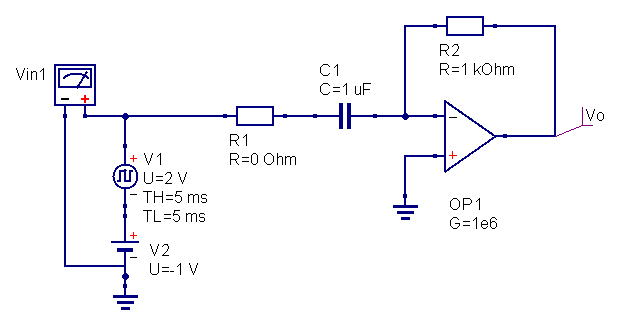 Vin1
C1
C=1 uF
R2
R=1 kOhm
Vo
R1
R=0 Ohm
V1
U=2 V
TH=5 ms
TL=5 ms
OP1
G=1e6
V2
U=-1 V